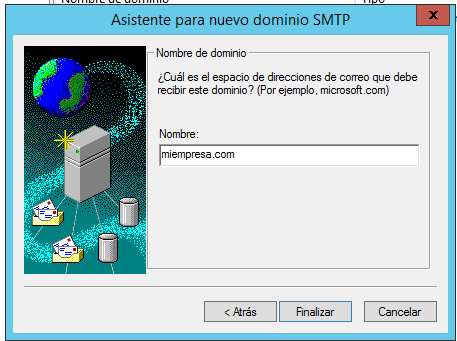 Nombre de dominio Tipo
Asistente para nuevo dominio SMTP
x
Nombre de dominio
¿Cuál es el espacio de direcciones de correo que debe
recibir este dominio? (Por ejemplo, microsoft.com)
Nombre:
miempresa.com
< Atrás Finalizar Cancelar